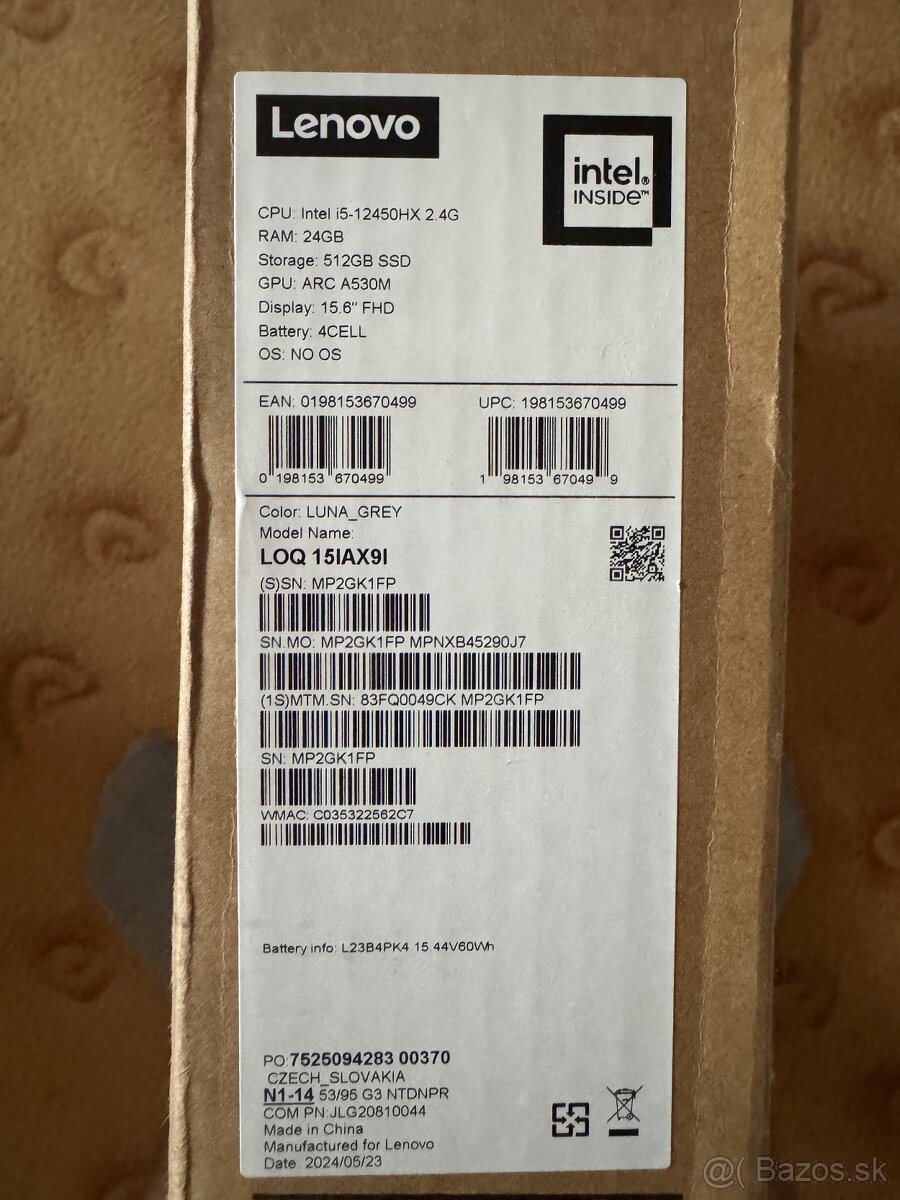 Lenovo
intel®
INSIDE™
CPU: Intel i5-12450HX 2.4G
RAM: 24GB
Storage: 512GB SSD
GPU: ARC A530M
Display: 15.6" FHD
Battery: 4CELL
OS: NO OS
EAN: 0198153670499
UPC: 198153670499
0 198153 670499
1 98153 67049 9
Color: LUNA_GREY
Model Name:
LOQ 15IAX9I
(S)SN: MP2GK1FP
SN.MO: MP2GK1FP MPNXB45290J7
(1S)MTM.SN: 83FQ0049CK MP2GK1FP
SN: MP2GK1FP
WMAC: C035322562C7
Battery info: L23B4PK4 15.44V60Wh
PO:7525094283 00370
CZECH_SLOVAKIA
N1-14 53/95 G3 NTDNPR
COM PN:JLG20810044
Made in China
Manufactured for Lenovo
Date: 2024/05/23
@( Bazos.sk